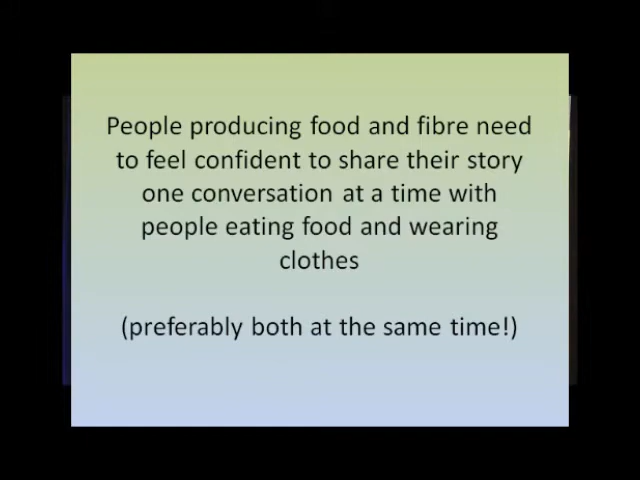 People producing food and fibre need
to feel confident to share their story
one conversation at a time with
people eating food and wearing
clothes
(preferably both at the same time!)